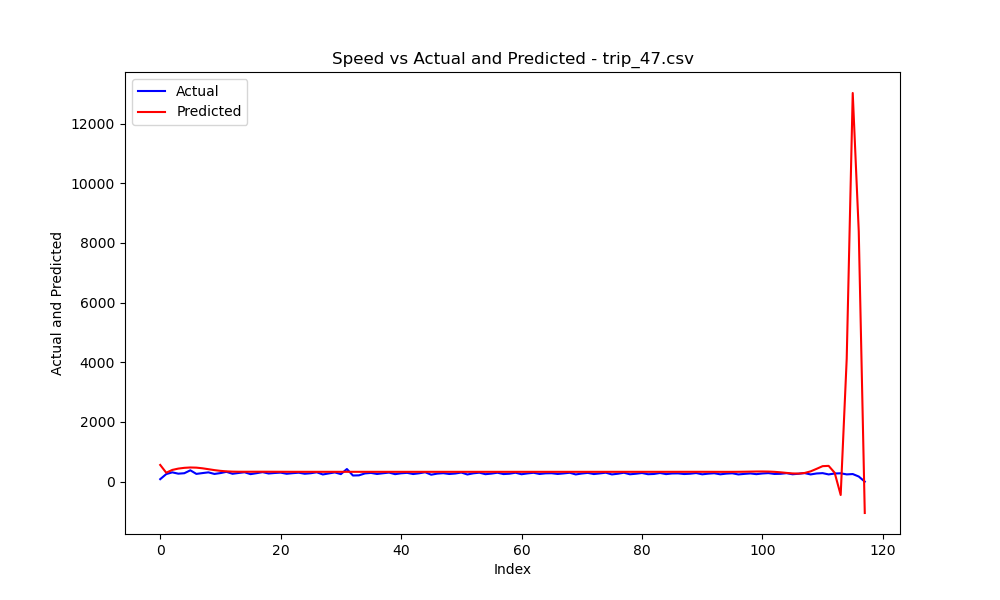 Speed vs Actual and Predicted - trip_47.csv
Actual
Predicted
12000
10000
8000
6000
4000
2000
0
Actual and Predicted
0 20 40 60 80 100 120
Index